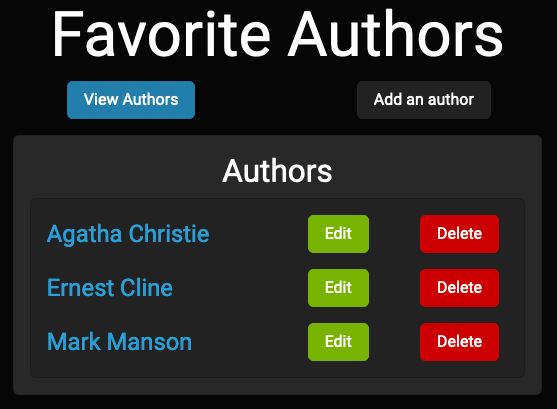 Favorite Authors
View Authors Add an author
Authors
Agatha Christie Edit Delete
Ernest Cline Edit Delete
Mark Manson Edit Delete